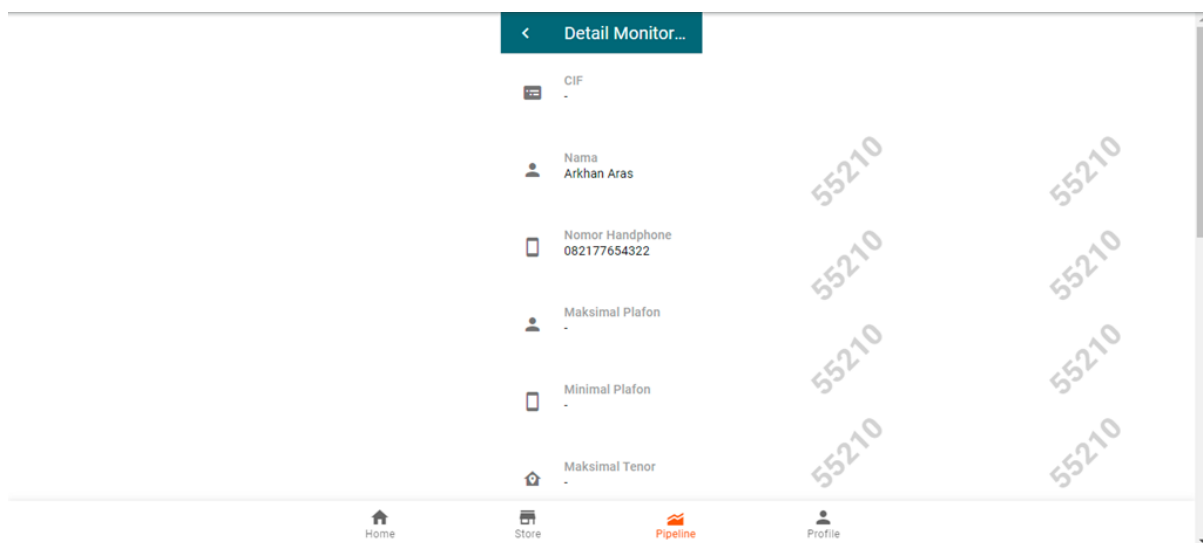 Detail Monitor...
CIF
-
Nama
Arkhan Aras
55210
55210
Nomor Handphone
082177654322
55210
55210
Maksimal Plafon
-
55210
55210
Minimal Plafon
-
55210
55210
Maksimal Tenor
-
Home
Store
Pipeline
Profile